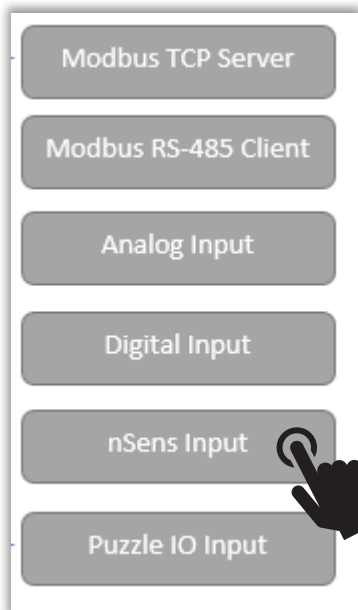 Modbus TCP Server
Modbus RS-485 Client
Analog Input
Digital Input
nSens Input
Puzzle IO Input